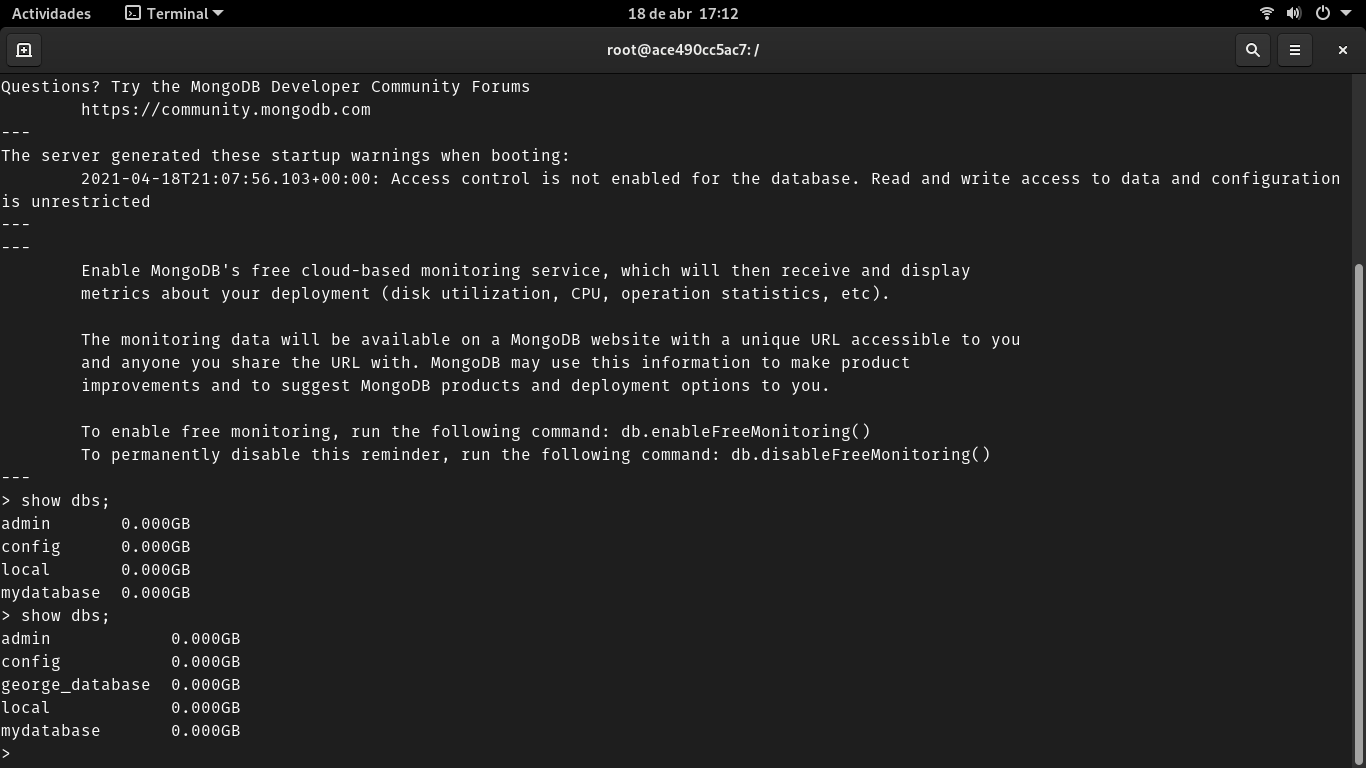 Actividades Terminal 18 de abr 17:12
root@ace490cc5ac7: /
Questions? Try the MongoDB Developer Community Forums
https://community.mongodb.com
---
The server generated these startup warnings when booting:
2021-04-18T21:07:56.103+00:00: Access control is not enabled for the database. Read and write access to data and configuration
is unrestricted
---
---
Enable MongoDB's free cloud-based monitoring service, which will then receive and display
metrics about your deployment (disk utilization, CPU, operation statistics, etc).
The monitoring data will be available on a MongoDB website with a unique URL accessible to you
and anyone you share the URL with. MongoDB may use this information to make product
improvements and to suggest MongoDB products and deployment options to you.
To enable free monitoring, run the following command: db.enableFreeMonitoring()
To permanently disable this reminder, run the following command: db.disableFreeMonitoring()
---
> show dbs;
admin 0.000GB
config 0.000GB
local 0.000GB
mydatabase 0.000GB
> show dbs;
admin 0.000GB
config 0.000GB
george_database 0.000GB
local 0.000GB
mydatabase 0.000GB
>